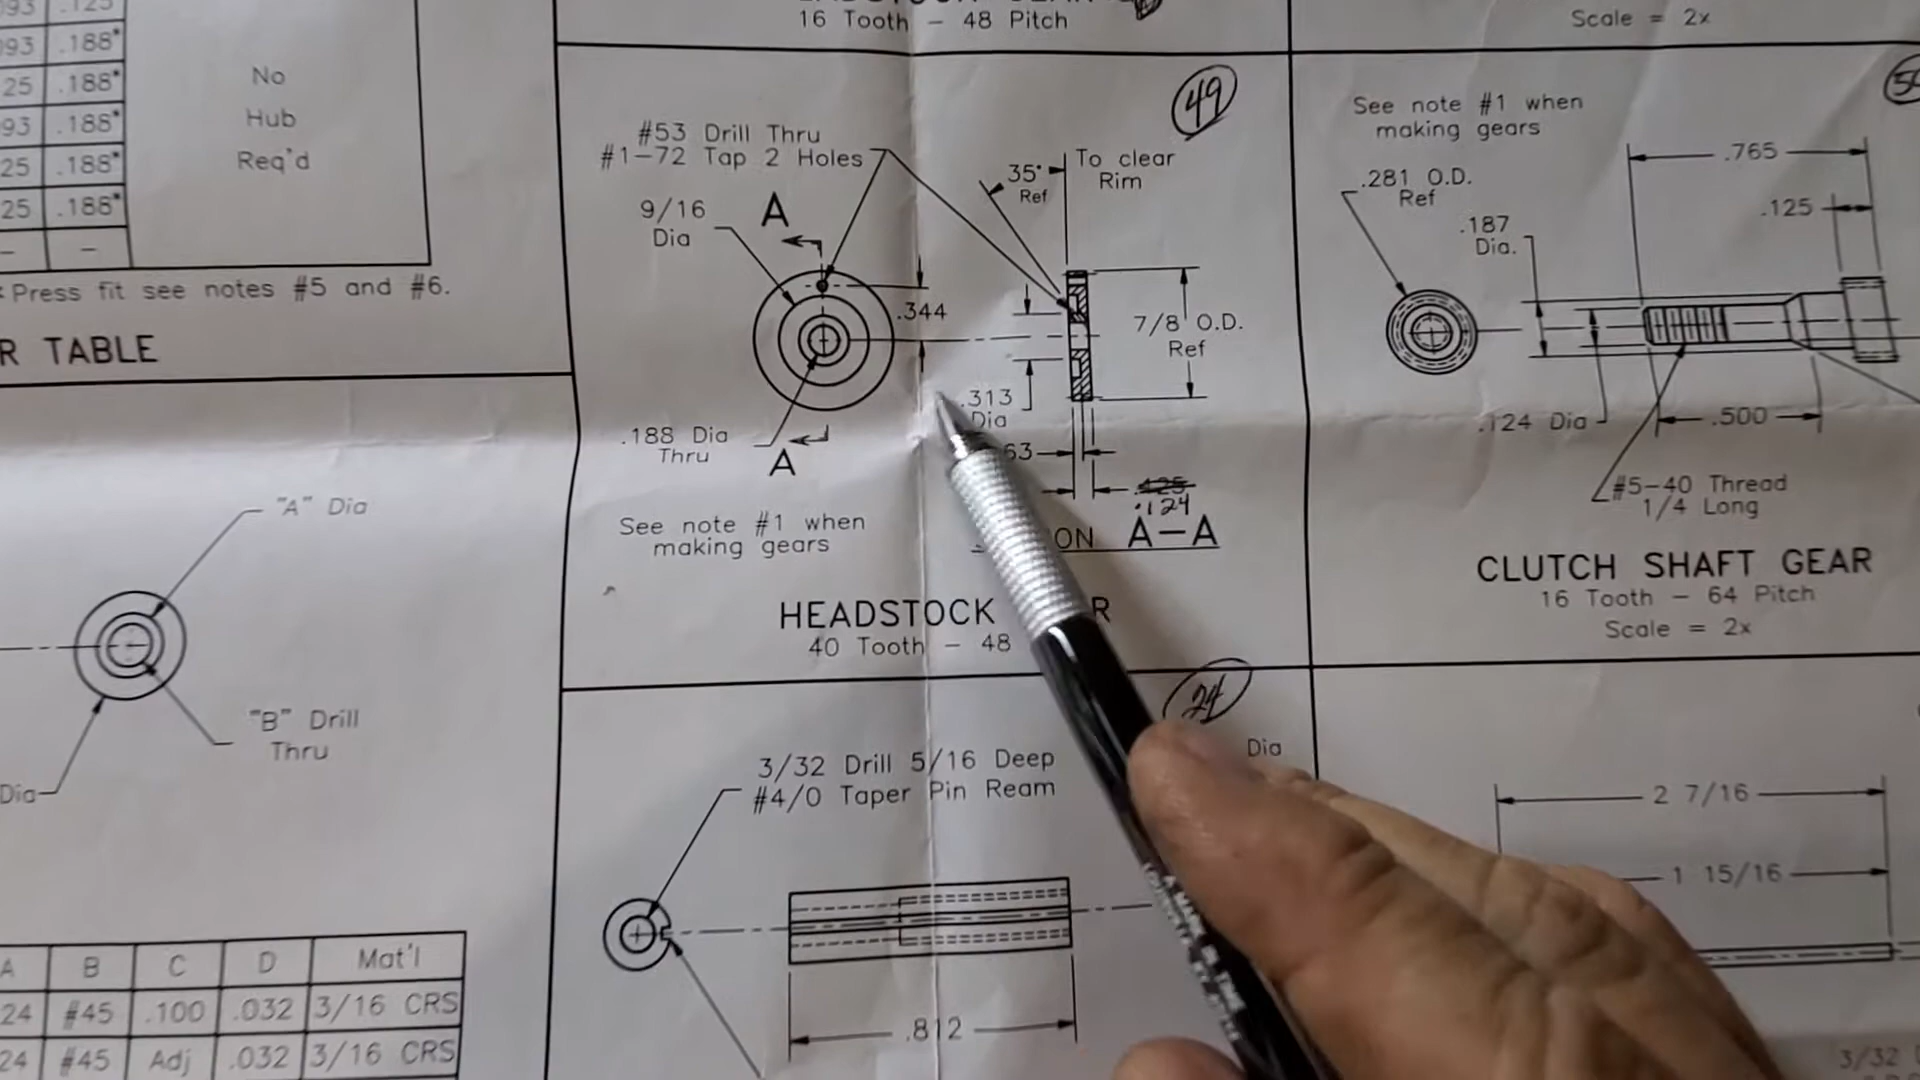 .125
.188*
.188*
.188*
.188*
.188*
-
-
No
Hub
Req'd
Press fit see notes #5 and #6.
TABLE
"A" Dia
"B" Drill
Thru
Dia
A
B
C
D
Mat'l
#45
.100
.032
3/16 CRS
#45
Adj
.032
3/16 CRS
16 Tooth - 48 Pitch
49
#53 Drill Thru
#1-72 Tap 2 Holes
9/16
Dia
A
35°
Ref
To clear
Rim
.344
7/8 O.D.
Ref
.313
Dia
.188 Dia
Thru
A
.125
.124
A-A
See note #1 when
making gears
HEADSTOCK
40 Tooth - 48
24
Dia
3/32 Drill 5/16 Deep
#4/0 Taper Pin Ream
.812
Scale = 2x
See note #1 when
making gears
.281 O.D.
Ref
.765
.125
.187
Dia.
.124 Dia
.500
#5-40 Thread
1/4 Long
CLUTCH SHAFT GEAR
16 Tooth - 64 Pitch
Scale = 2x
2 7/16
1 15/16
3/32